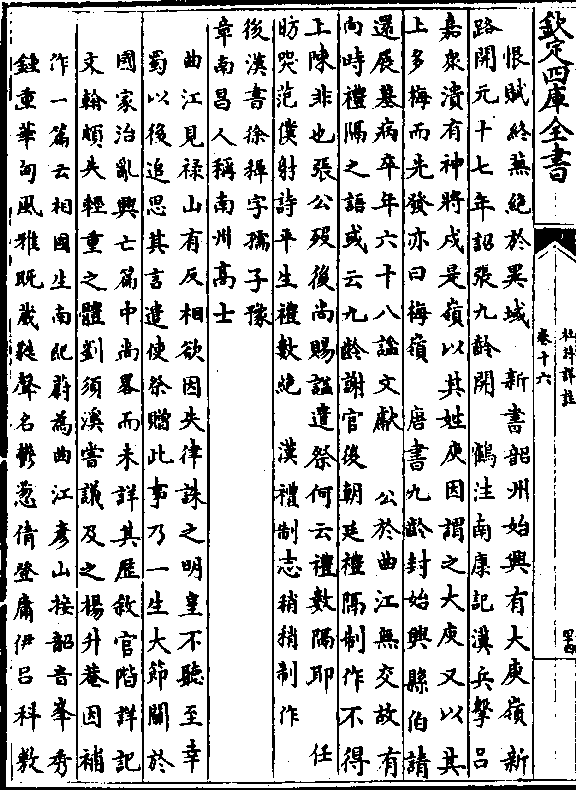 欽定四庫全書
杜詩詳註
卷十六
恨賦終蕪絕於異域　新書韶州始興有大庾嶺新
路開元十七年詔張九齡開　鶴注南康記漢兵擊吕
嘉衆潰有神將戍是嶺以其姓庾因謂之大庾又以其
上多梅而先發亦曰梅嶺　唐書九齡封始興縣伯請
還展墓病卒年六十八諡文獻　公於曲江無交故有
向時禮隔之語或云九齡謝官後朝廷禮隔制作不得
上陳非也張公殁後尚賜諡遣祭何云禮數隔耶　任
昉哭范僕射詩平生禮數絶　漢禮制志稍稍制作
後漢書徐穉字孺子豫
章南昌人稱南州高士
曲江見禄山有反相欲因失律誅之明皇不聽至幸
蜀以後追思其言遣使祭贈此事乃一生大節關於
國家治亂興亡篇中尚畧而未詳其歴敘官階詳記
文翰頗失輕重之體劉須溪嘗議及之楊升菴因補
作一篇云相國生南紀蔚為曲江彦山接韶音峯秀
鍾重華甸風雅既葳蕤聲名鬱葱倩登庸伊吕科敷